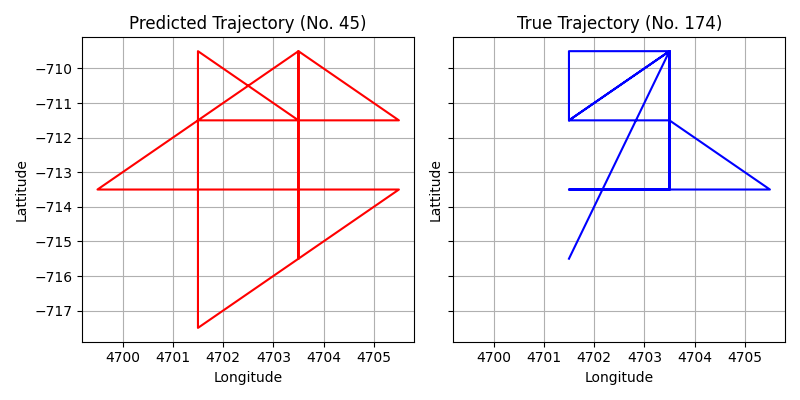 Predicted Trajectory (No. 45)
True Trajectory (No. 174)
Lattitude
−710
−711
−712
−713
−714
−715
−716
−717
4700 4701 4702 4703 4704 4705
Longitude
Lattitude
4700 4701 4702 4703 4704 4705
Longitude